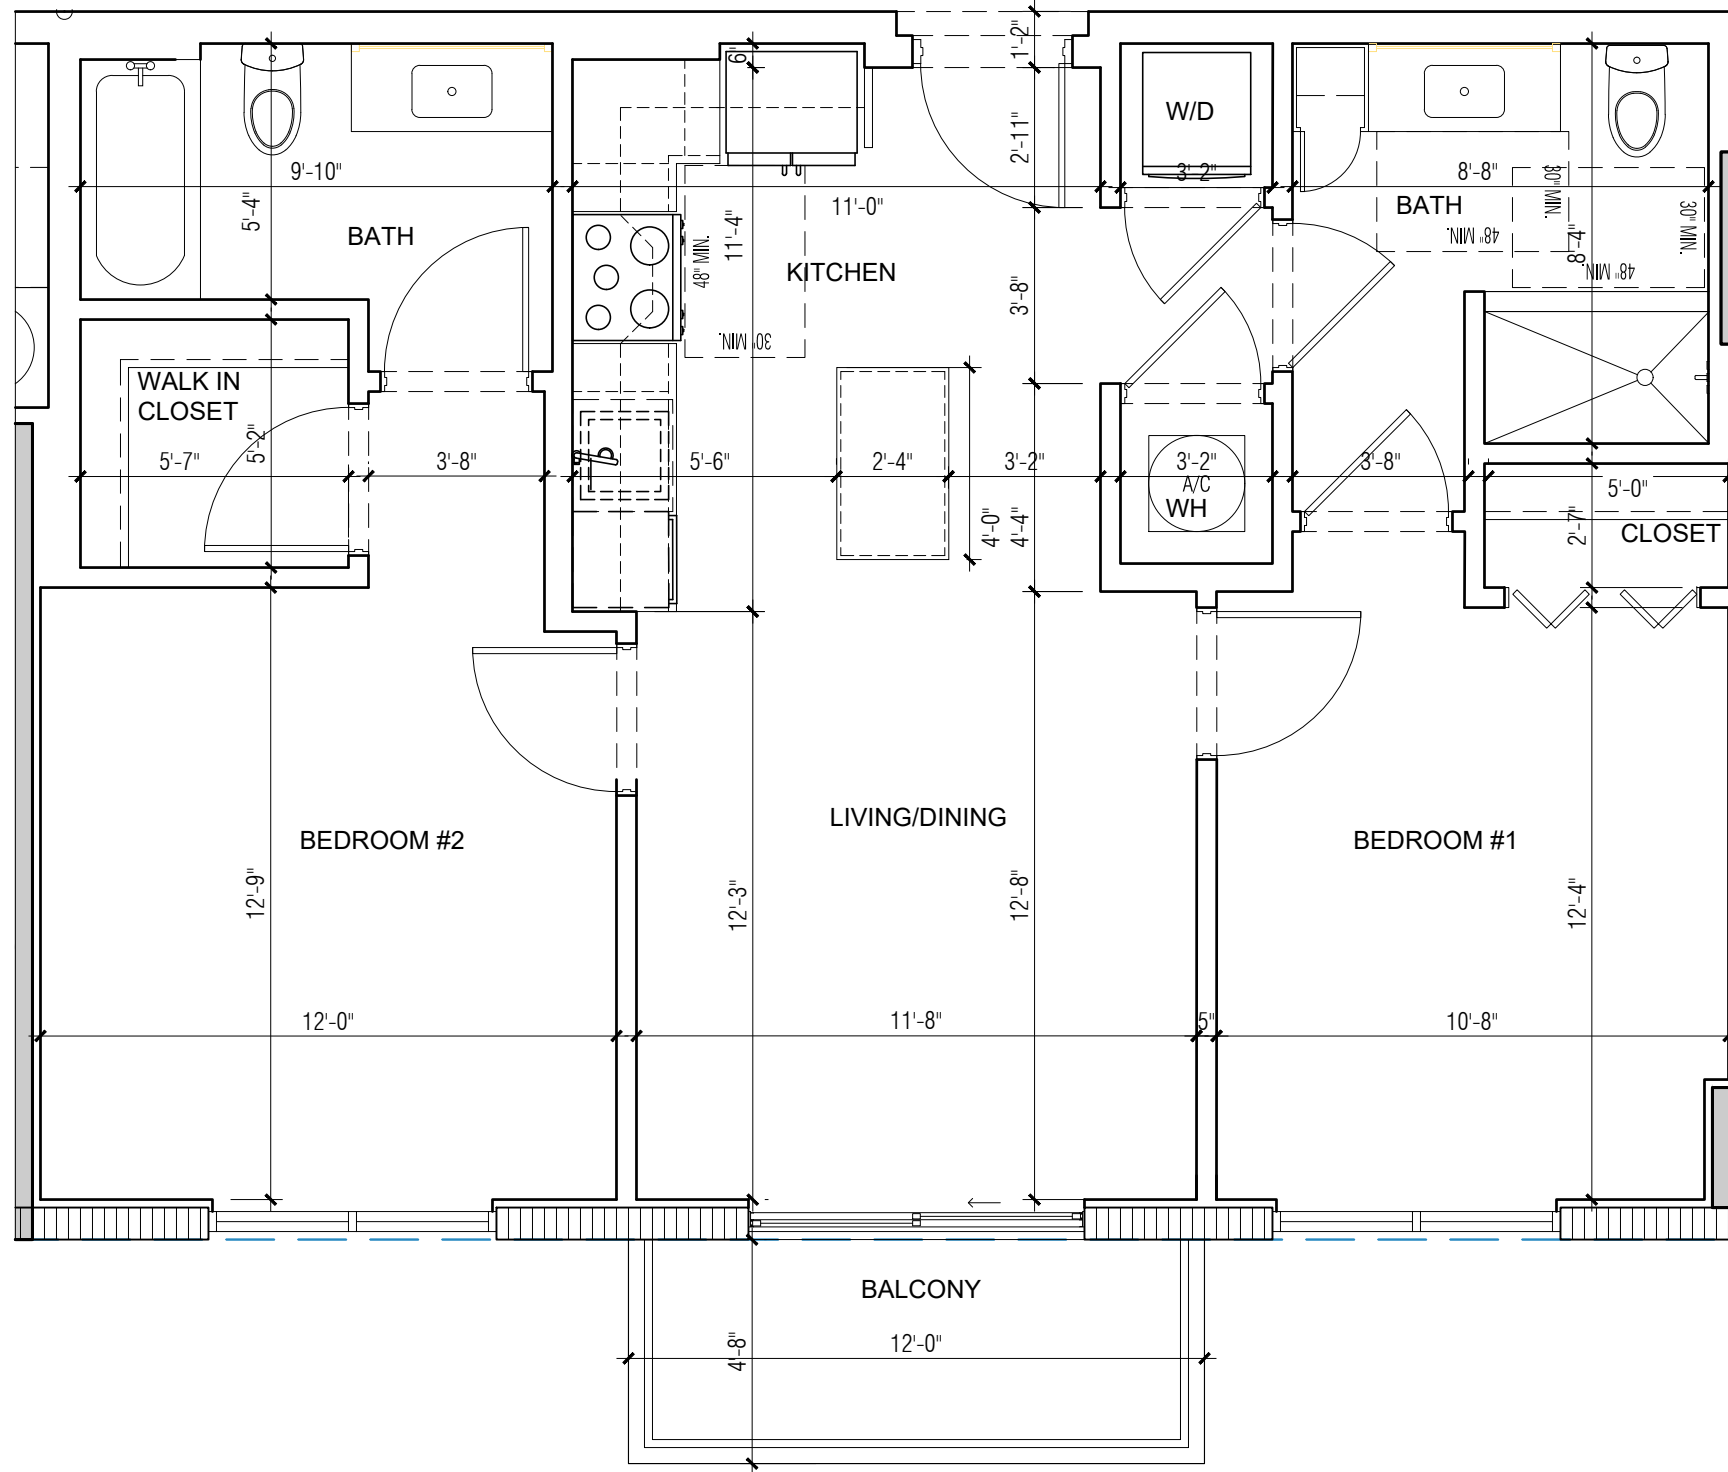 6"
1'-2"
2'-11"
W/D
9'-10"
5'-4"
BATH
11'-0"
11'-4"
48" MIN.
KITCHEN
30" MIN.
3'-8"
3'-2"
8'-8"
BATH
30" MIN.
30" MIN.
48" MIN.
48" MIN.
8'-4"
WALK IN
CLOSET
5'-7"
5'-2"
3'-8"
5'-6"
2'-4"
3'-2"
3'-2"
A/C
WH
3'-8"
5'-0"
4'-0"
4'-4"
2'-7"
CLOSET
BEDROOM #2
LIVING/DINING
BEDROOM #1
12'-9"
12'-3"
12'-8"
12'-4"
12'-0"
11'-8"
5"
10'-8"
BALCONY
12'-0"
4'-8"